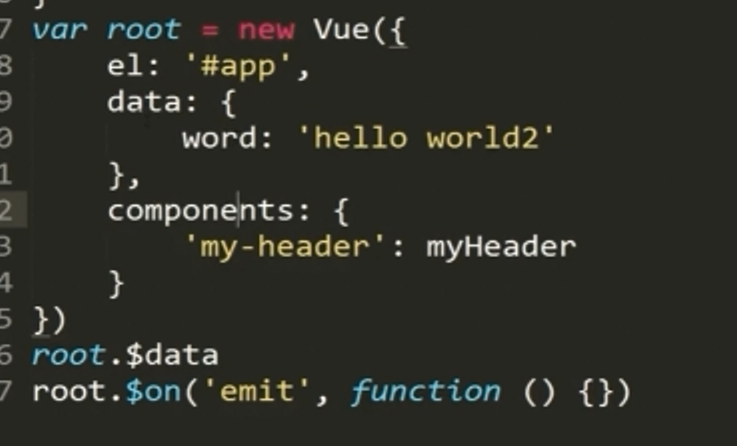 }
7 var root = new Vue({
8 el: '#app',
9 data: {
0 word: 'hello world2'
1 },
2 components: {
3 'my-header': myHeader
4 }
5 })
6 root.$data
7 root.$on('emit', function () {})